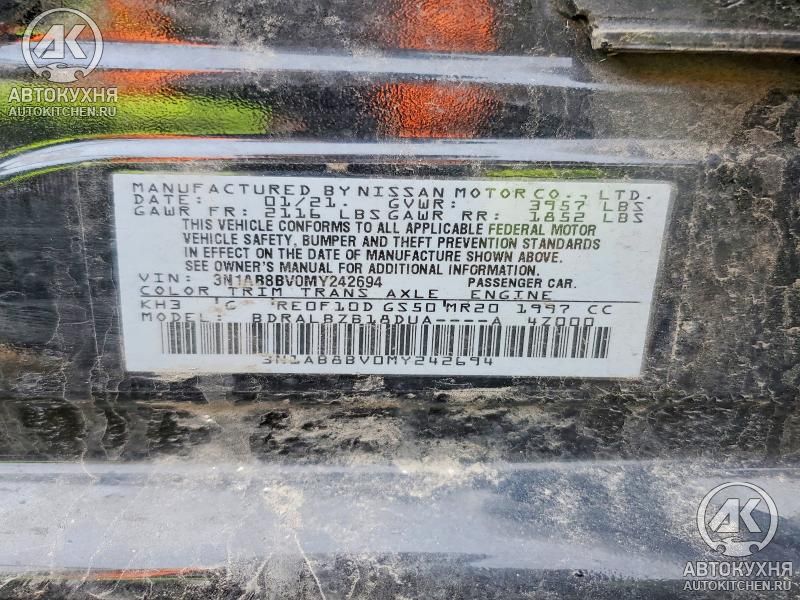 АК
АВТОКУХНЯ
AUTOKITCHEN.RU
MANUFACTURED BY NISSAN MOTOR CO., LTD.
DATE: 01/21. GVWR: 3957 LBS
GAWR FR: 2116 LBS GAWR RR: 1852 LBS
THIS VEHICLE CONFORMS TO ALL APPLICABLE FEDERAL MOTOR
VEHICLE SAFETY, BUMPER AND THEFT PREVENTION STANDARDS
IN EFFECT ON THE DATE OF MANUFACTURE SHOWN ABOVE.
SEE OWNER'S MANUAL FOR ADDITIONAL INFORMATION.
VIN: 3N1AB8BV0MY242694 PASSENGER CAR.
COLOR TRIM TRANS AXLE ENGINE
KH3 'G 'RE0F10D GS50'MR20 1997 CC
MODEL: BDRALBZB18DUA----A 47000
3N1AB8BV0MY242694
АК
АВТОКУХНЯ
AUTOKITCHEN.RU